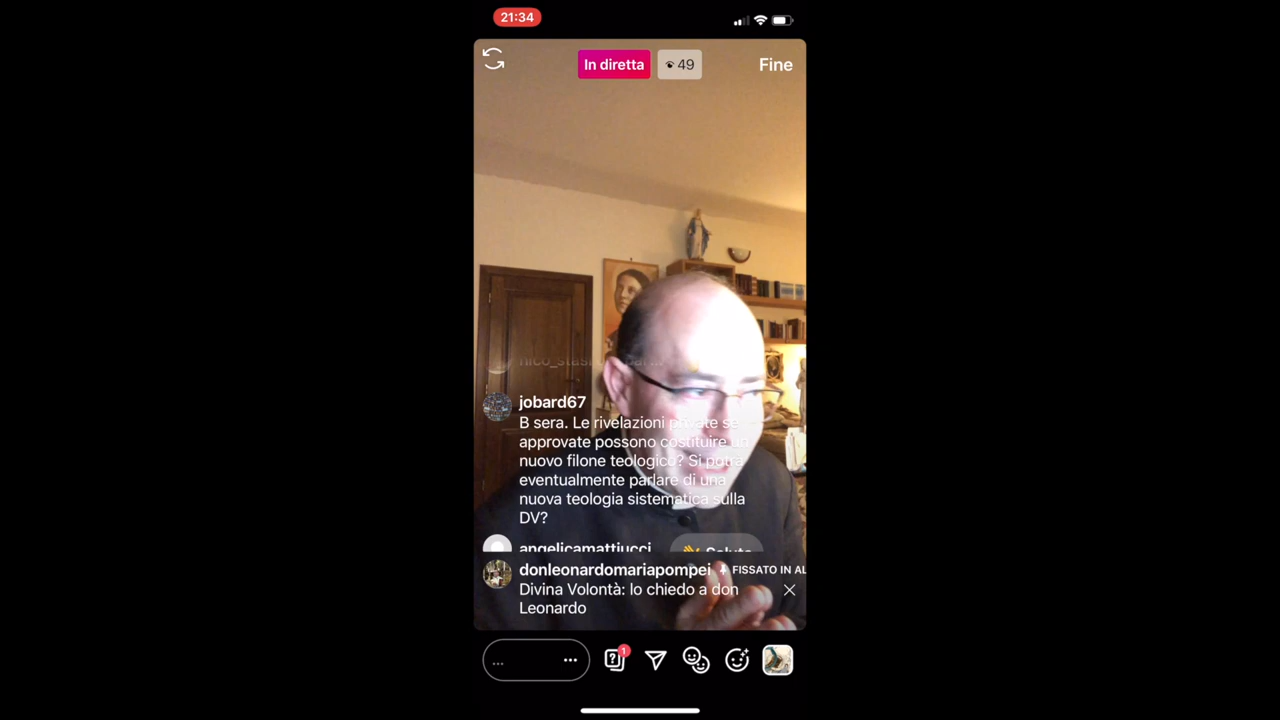 21:34
In diretta
49
Fine
jobard67
B sera. Le rivelazioni private se
approvate possono costituire un
nuovo filone teologico? Si potrà
eventualmente parlare di una
nuova teologia sistematica sulla
DV?
angelicamattiucci
donleonardomariapompei FISSATO IN AL
Divina Volontà: lo chiedo a don
Leonardo
...
1